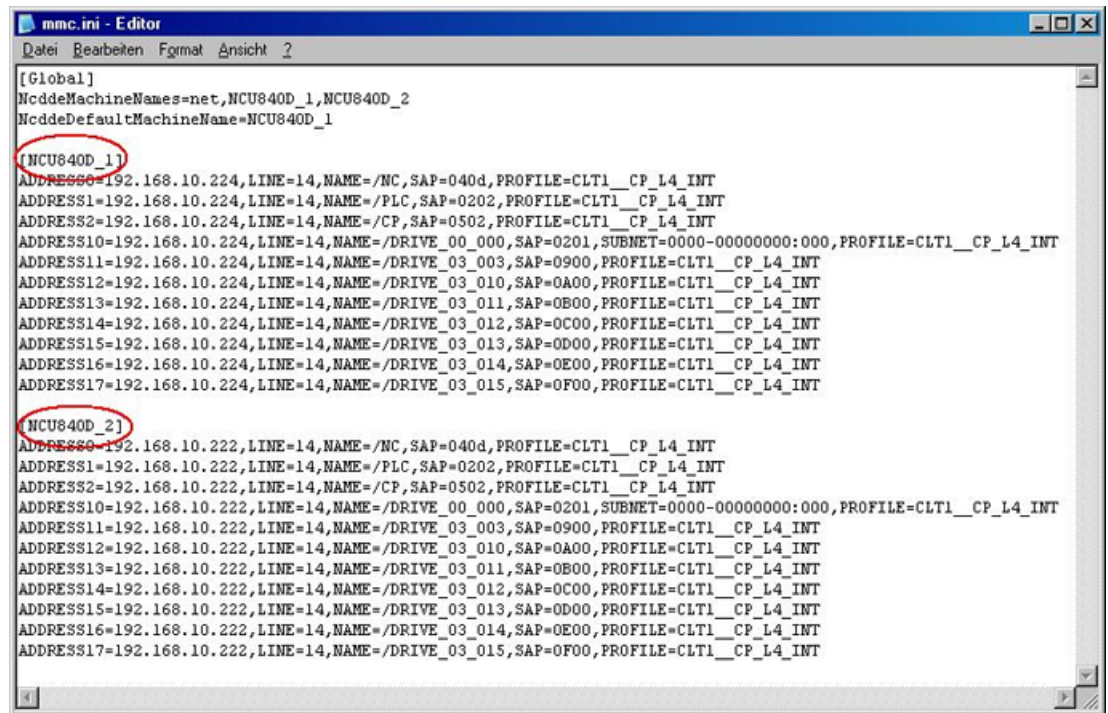 mmc.ini - Editor
Datei Bearbeiten Format Ansicht ?
[Global]
NcddeMachineNames=net,NCU840D_1,NCU840D_2
NcddeDefaultMachineName=NCU840D_1
[NCU840D_1]
ADDRESS0=192.168.10.224,LINE=14,NAME=/NC,SAP=040d,PROFILE=CLT1__CP_L4_INT
ADDRESS1=192.168.10.224,LINE=14,NAME=/PLC,SAP=0202,PROFILE=CLT1__CP_L4_INT
ADDRESS2=192.168.10.224,LINE=14,NAME=/CP,SAP=0502,PROFILE=CLT1__CP_L4_INT
ADDRESS10=192.168.10.224,LINE=14,NAME=/DRIVE_00_000,SAP=0201,SUBNET=0000-00000000:000,PROFILE=CLT1__CP_L4_INT
ADDRESS11=192.168.10.224,LINE=14,NAME=/DRIVE_03_003,SAP=0900,PROFILE=CLT1__CP_L4_INT
ADDRESS12=192.168.10.224,LINE=14,NAME=/DRIVE_03_010,SAP=0A00,PROFILE=CLT1__CP_L4_INT
ADDRESS13=192.168.10.224,LINE=14,NAME=/DRIVE_03_011,SAP=0B00,PROFILE=CLT1__CP_L4_INT
ADDRESS14=192.168.10.224,LINE=14,NAME=/DRIVE_03_012,SAP=0C00,PROFILE=CLT1__CP_L4_INT
ADDRESS15=192.168.10.224,LINE=14,NAME=/DRIVE_03_013,SAP=0D00,PROFILE=CLT1__CP_L4_INT
ADDRESS16=192.168.10.224,LINE=14,NAME=/DRIVE_03_014,SAP=0E00,PROFILE=CLT1__CP_L4_INT
ADDRESS17=192.168.10.224,LINE=14,NAME=/DRIVE_03_015,SAP=0F00,PROFILE=CLT1__CP_L4_INT
[NCU840D_2]
ADDRESS0=192.168.10.222,LINE=14,NAME=/NC,SAP=040d,PROFILE=CLT1__CP_L4_INT
ADDRESS1=192.168.10.222,LINE=14,NAME=/PLC,SAP=0202,PROFILE=CLT1__CP_L4_INT
ADDRESS2=192.168.10.222,LINE=14,NAME=/CP,SAP=0502,PROFILE=CLT1__CP_L4_INT
ADDRESS10=192.168.10.222,LINE=14,NAME=/DRIVE_00_000,SAP=0201,SUBNET=0000-00000000:000,PROFILE=CLT1__CP_L4_INT
ADDRESS11=192.168.10.222,LINE=14,NAME=/DRIVE_03_003,SAP=0900,PROFILE=CLT1__CP_L4_INT
ADDRESS12=192.168.10.222,LINE=14,NAME=/DRIVE_03_010,SAP=0A00,PROFILE=CLT1__CP_L4_INT
ADDRESS13=192.168.10.222,LINE=14,NAME=/DRIVE_03_011,SAP=0B00,PROFILE=CLT1__CP_L4_INT
ADDRESS14=192.168.10.222,LINE=14,NAME=/DRIVE_03_012,SAP=0C00,PROFILE=CLT1__CP_L4_INT
ADDRESS15=192.168.10.222,LINE=14,NAME=/DRIVE_03_013,SAP=0D00,PROFILE=CLT1__CP_L4_INT
ADDRESS16=192.168.10.222,LINE=14,NAME=/DRIVE_03_014,SAP=0E00,PROFILE=CLT1__CP_L4_INT
ADDRESS17=192.168.10.222,LINE=14,NAME=/DRIVE_03_015,SAP=0F00,PROFILE=CLT1__CP_L4_INT